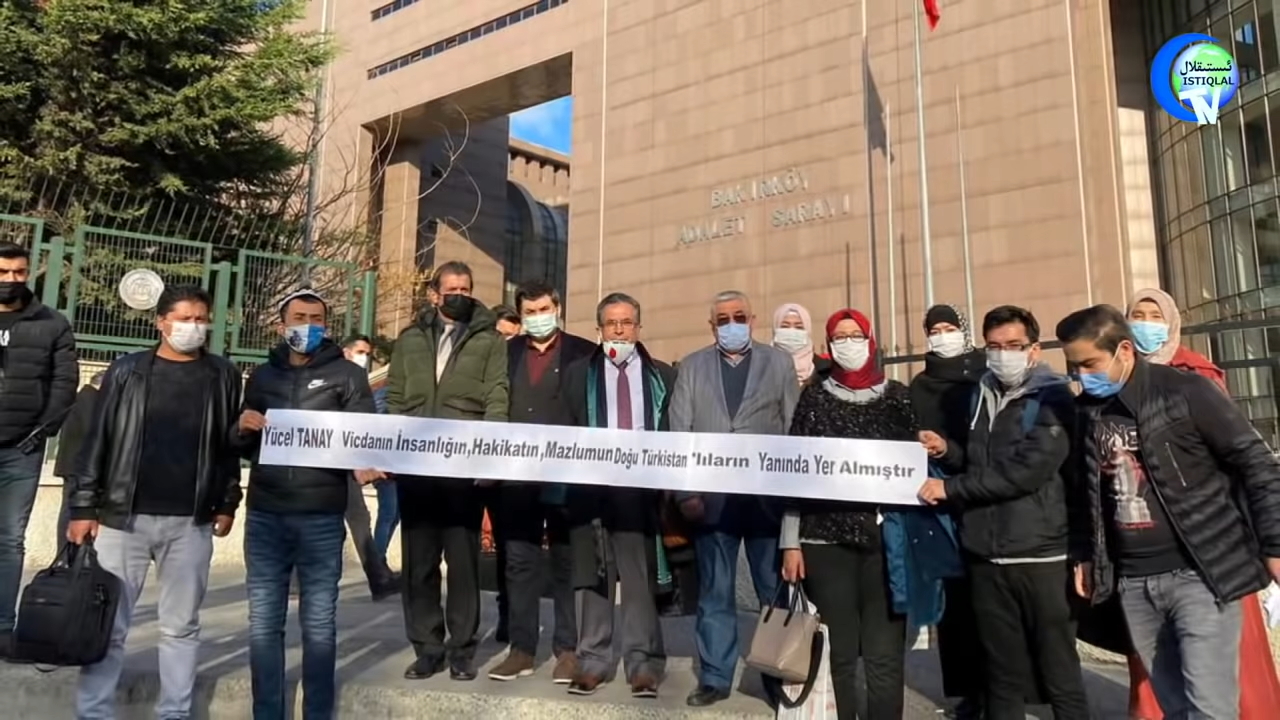 ئىستىقلال
ISTIQLAL
TV
BAKIRKÖY
ADALET SARAYI
Yücel TANAY Vicdanın İnsanlığın,Hakikatın,Mazlumun Doğu Türkistan'lıların Yanında Yer Almıştır